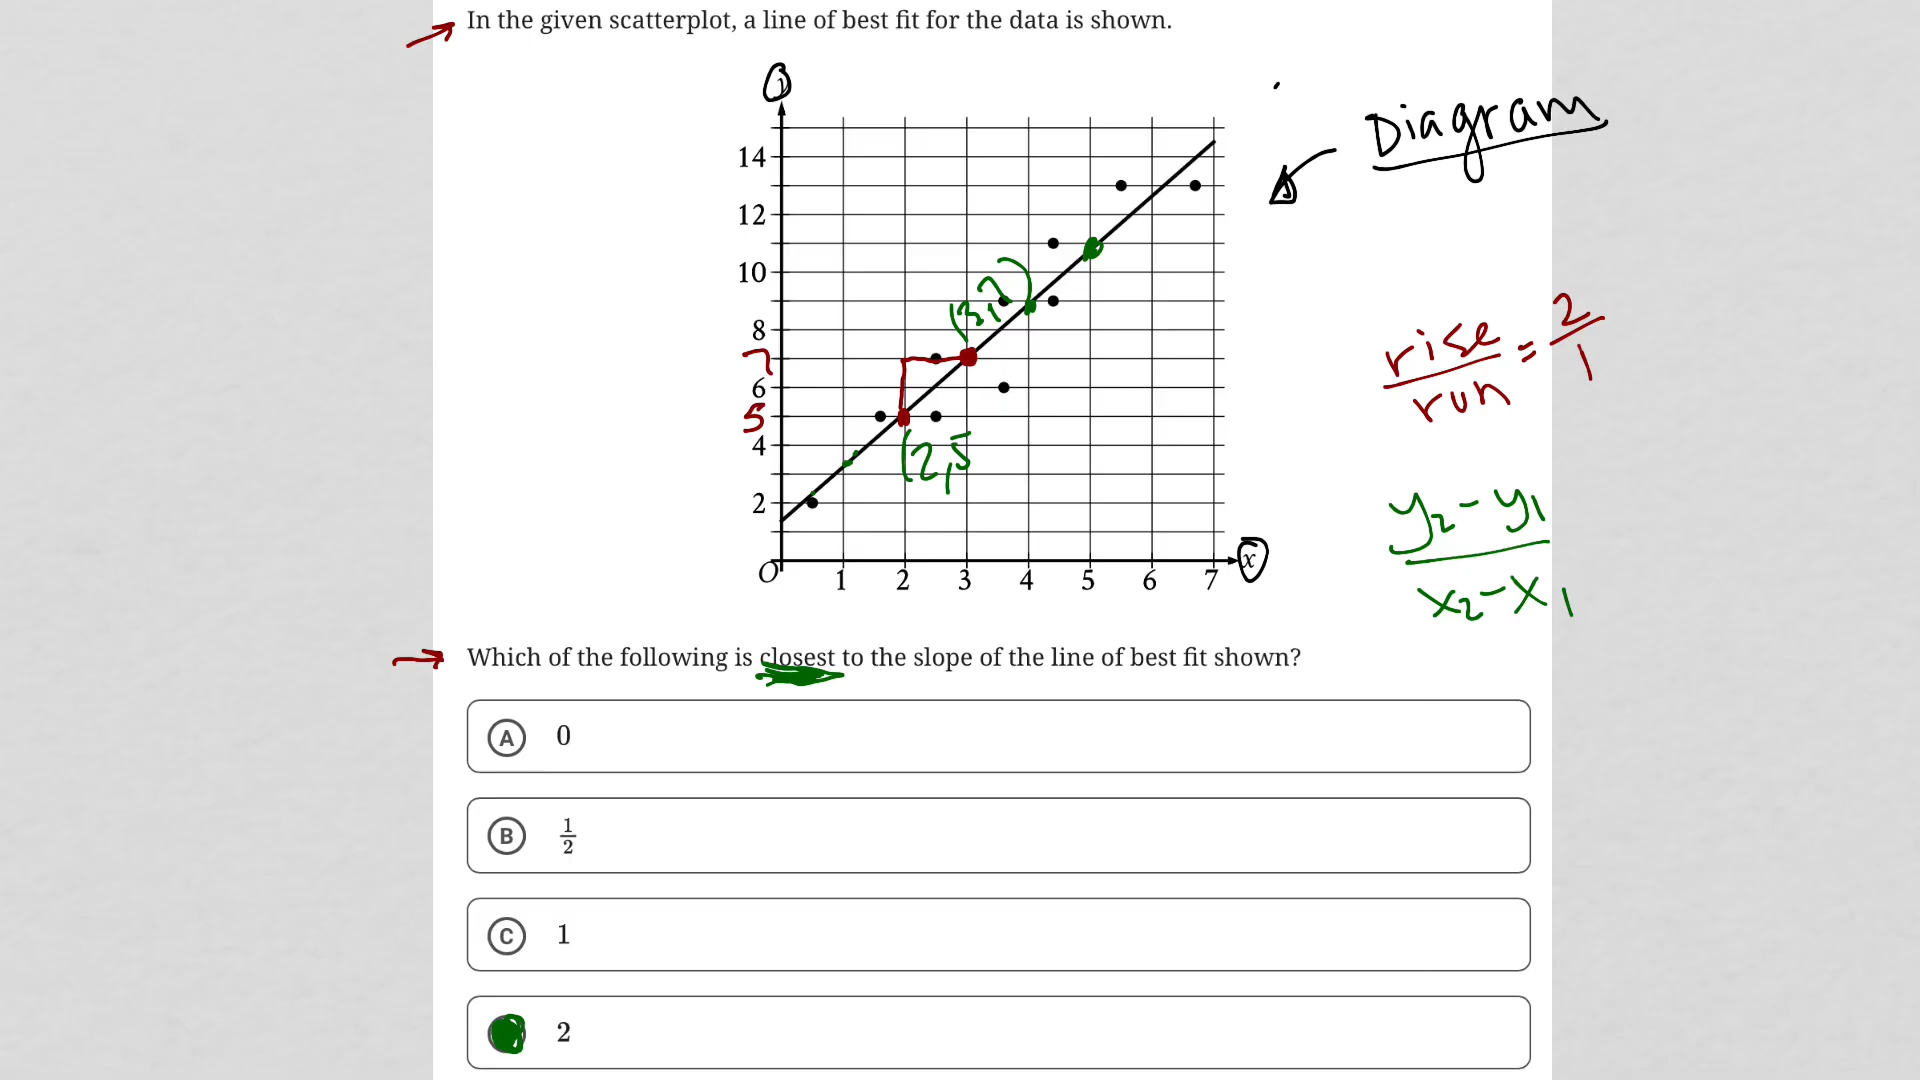 In the given scatterplot, a line of best fit for the data is shown.
y
Diagram
14
12
10
8
7
6
5
4
2
O
1 2 3 4 5 6 7
x
(3,7)
(2,5
rise/run = 2/1
y2-y1
x2-x1
Which of the following is closest to the slope of the line of best fit shown?
A 0
B 1/2
C 1
2